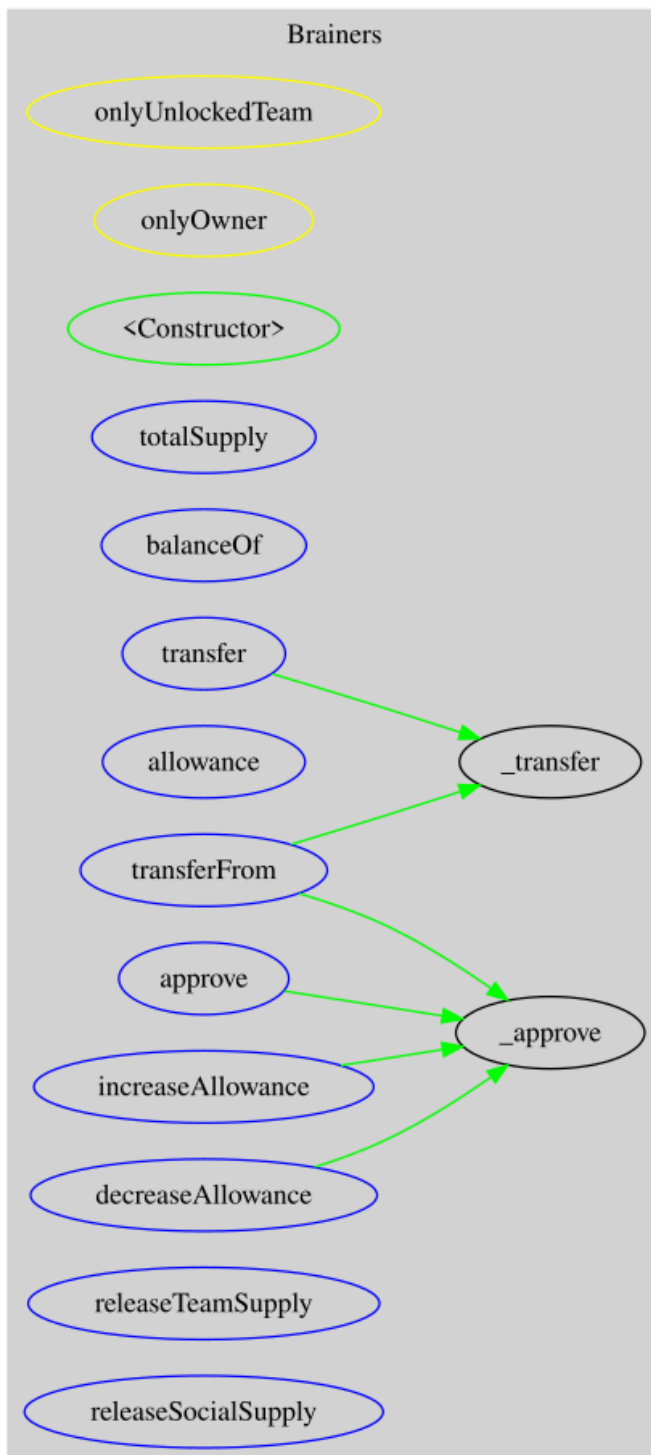 Brainers
onlyUnlockedTeam
onlyOwner
<Constructor>
totalSupply
balanceOf
transfer
allowance
_transfer
transferFrom
approve
_approve
increaseAllowance
decreaseAllowance
releaseTeamSupply
releaseSocialSupply